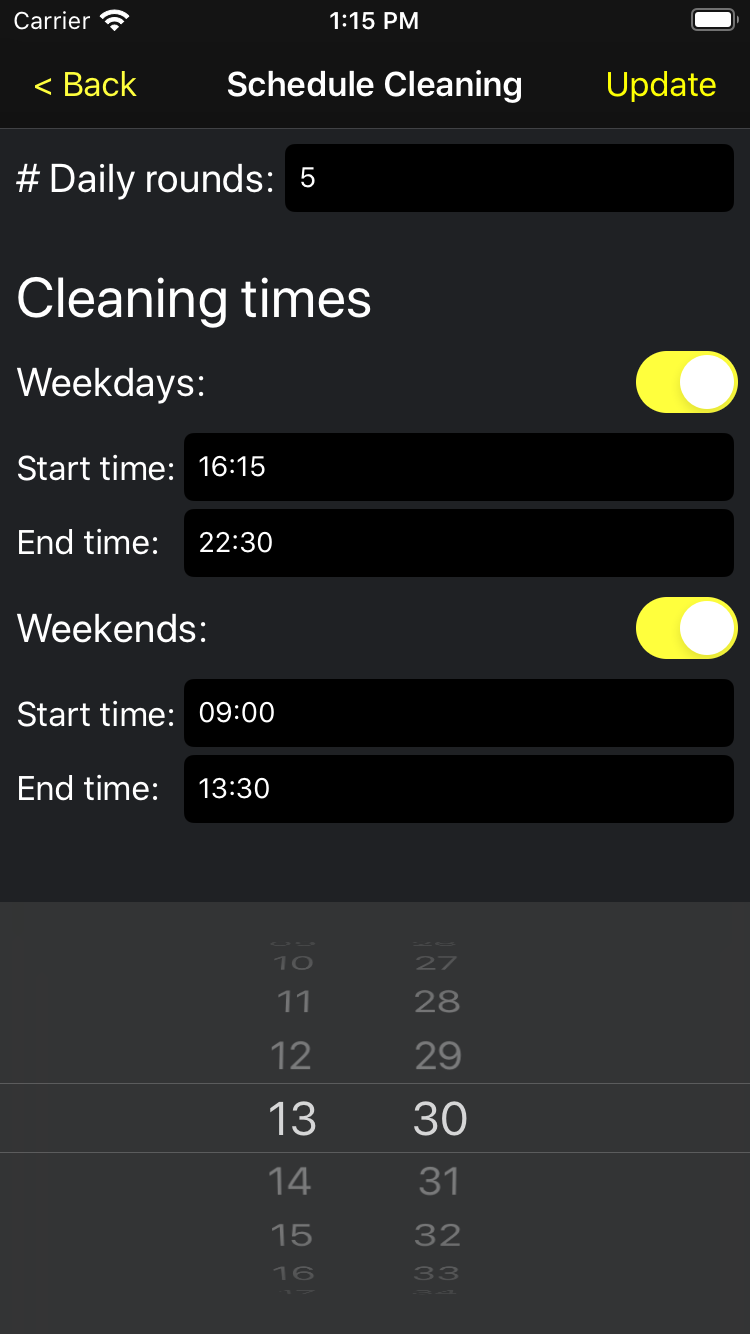 Carrier 1:15 PM
< Back Schedule Cleaning Update
# Daily rounds: 5
Cleaning times
Weekdays:
Start time: 16:15
End time: 22:30
Weekends:
Start time: 09:00
End time: 13:30
10 27
11 28
12 29
13 30
14 31
15 32
16 33